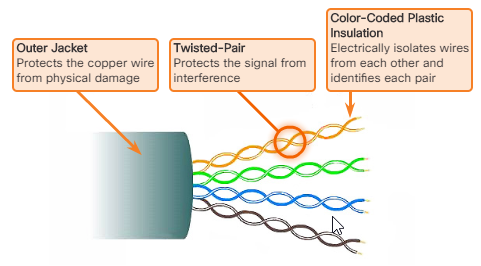 Outer Jacket
Protects the copper wire
from physical damage
Twisted-Pair
Protects the signal from
interference
Color-Coded Plastic
Insulation
Electrically isolates wires
from each other and
identifies each pair